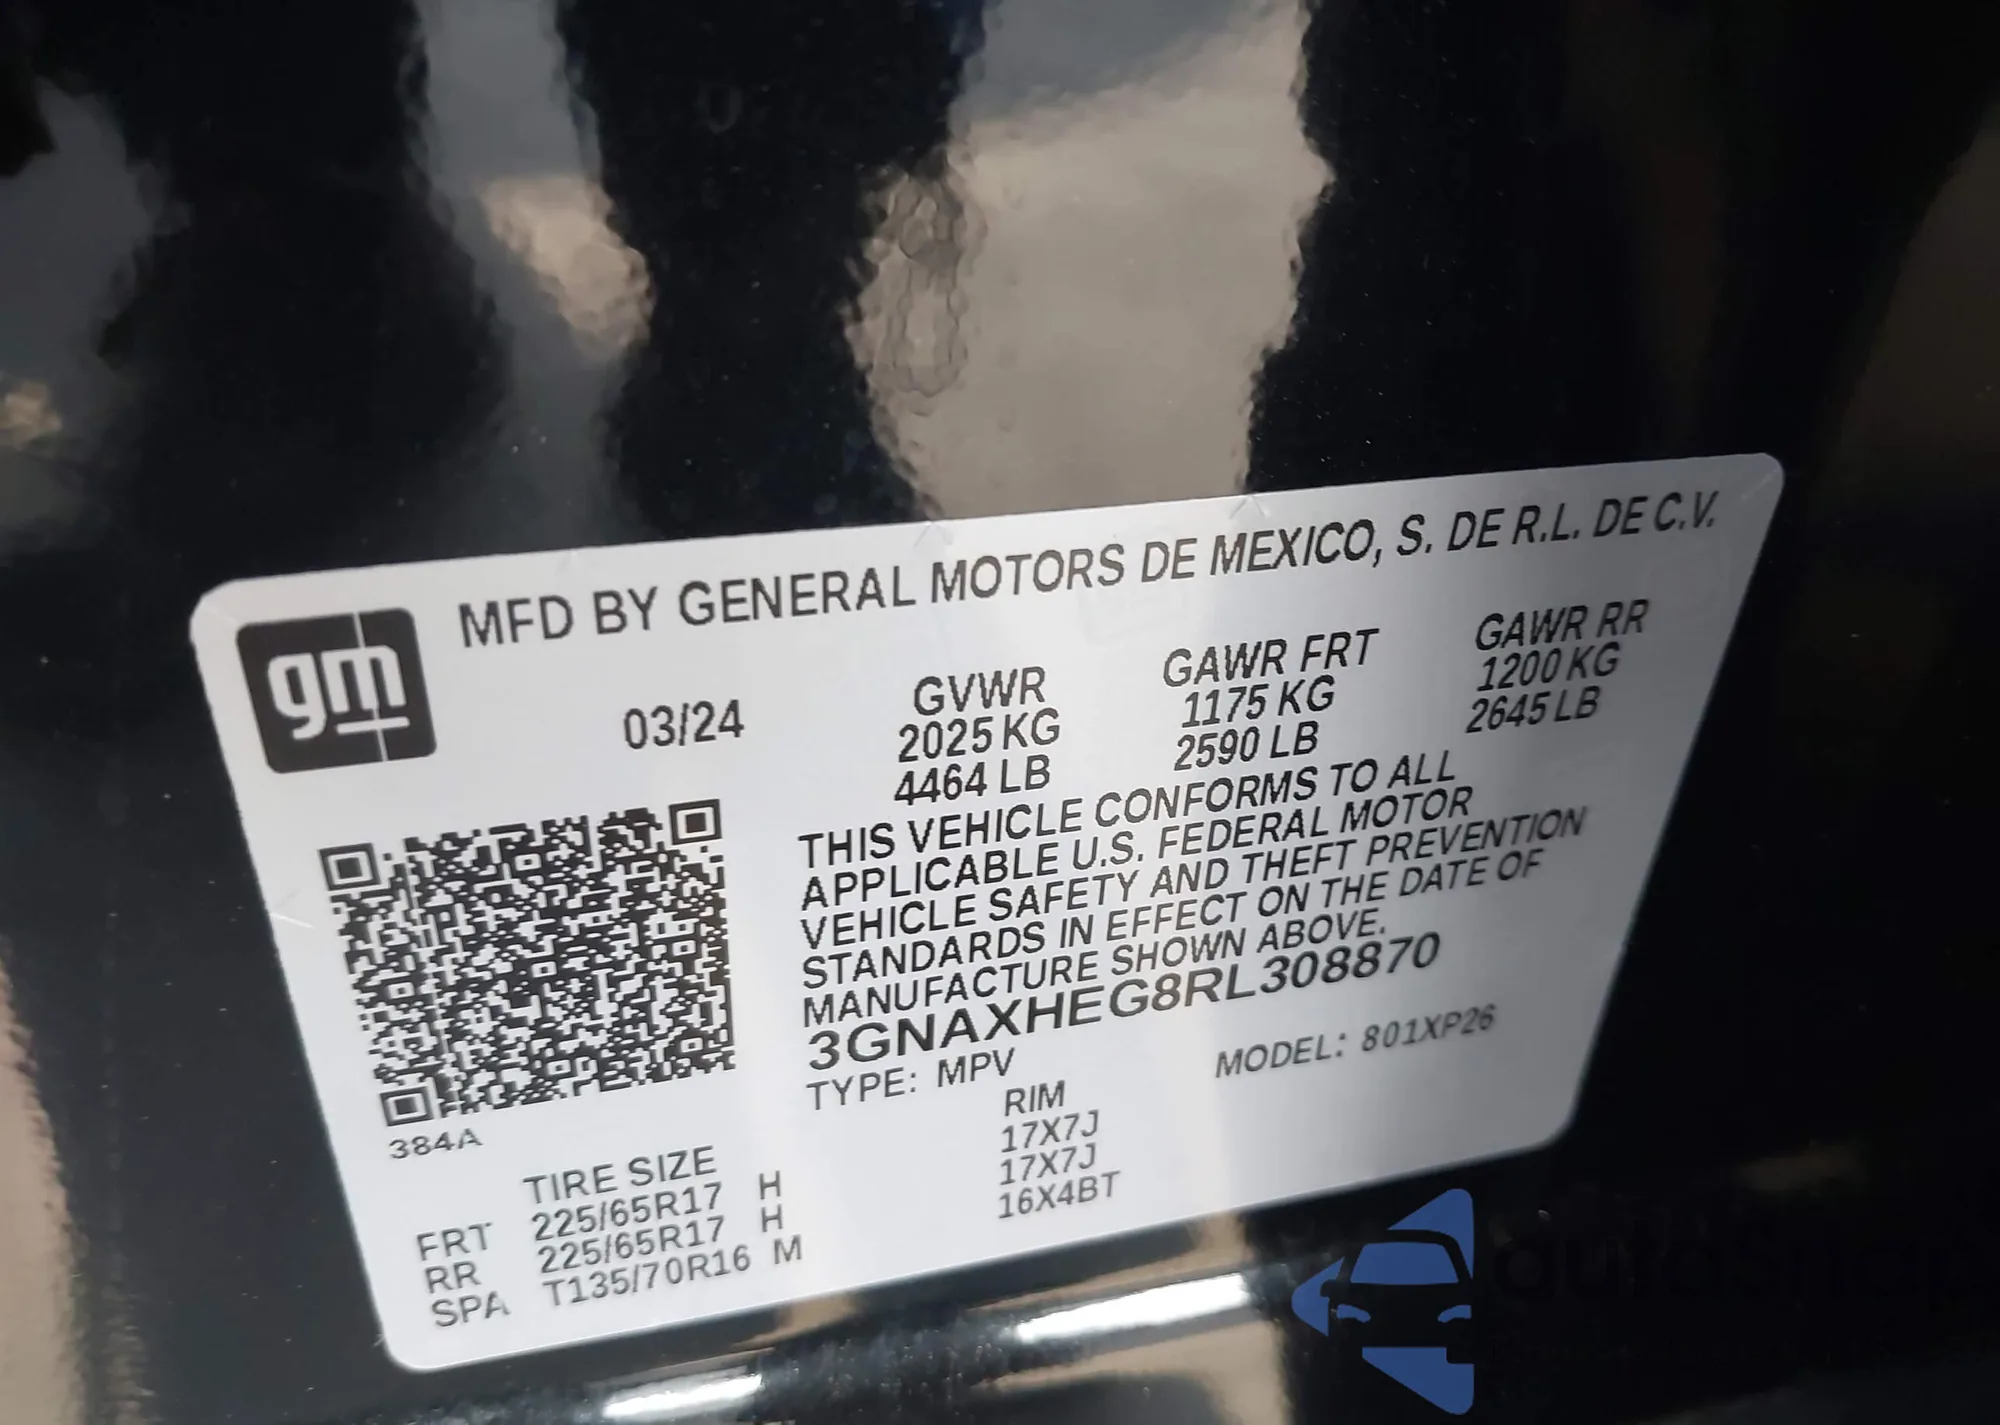 MFD BY GENERAL MOTORS DE MEXICO, S. DE R.L. DE C.V.
gm
03/24
GVWR
2025 KG
4464 LB
GAWR FRT
1175 KG
2590 LB
GAWR RR
1200 KG
2645 LB
THIS VEHICLE CONFORMS TO ALL
APPLICABLE U.S. FEDERAL MOTOR
VEHICLE SAFETY AND THEFT PREVENTION
STANDARDS IN EFFECT ON THE DATE OF
MANUFACTURE SHOWN ABOVE.
3GNAXHEG8RL308870
TYPE: MPV MODEL: 801XP26
384A
TIRE SIZE RIM
FRT 225/65R17 H 17X7J
RR 225/65R17 H 17X7J
SPA T135/70R16 M 16X4BT